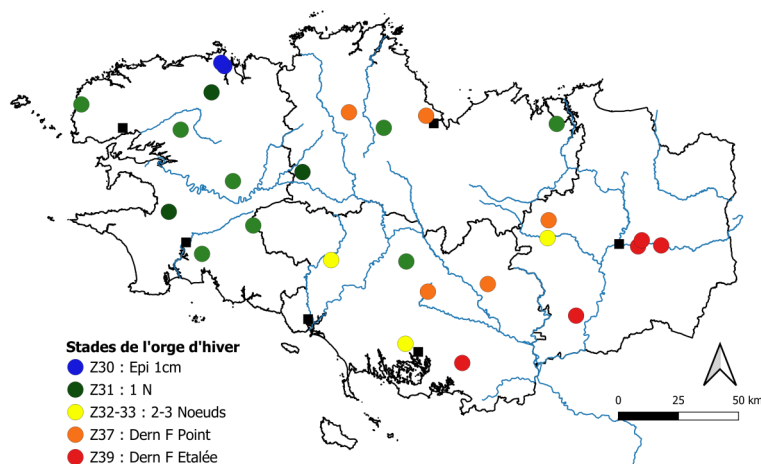 Stades de l'orge d'hiver
Z30 : Epi 1cm
Z31 : 1 N
Z32-33 : 2-3 Noeuds
Z37 : Dern F Point
Z39 : Dern F Etalée
0 25 50 km